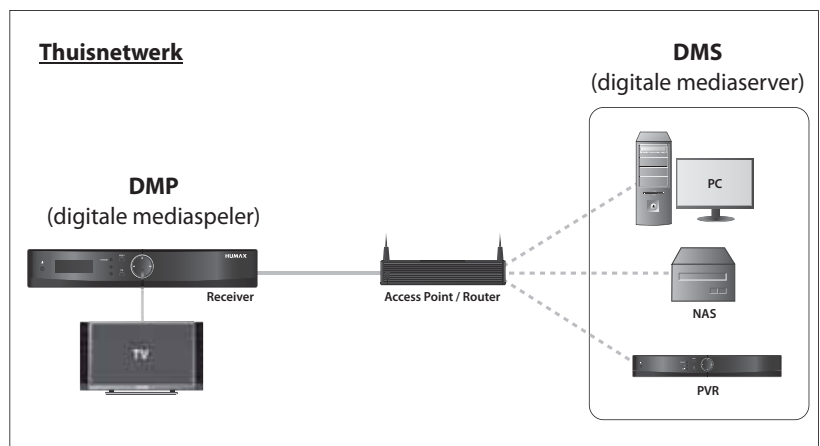 Thuisnetwerk
DMS
(digitale mediaserver)
PC
DMP
(digitale mediaspeler)
HUMAX
Receiver
Access Point / Router
NAS
TV
PVR